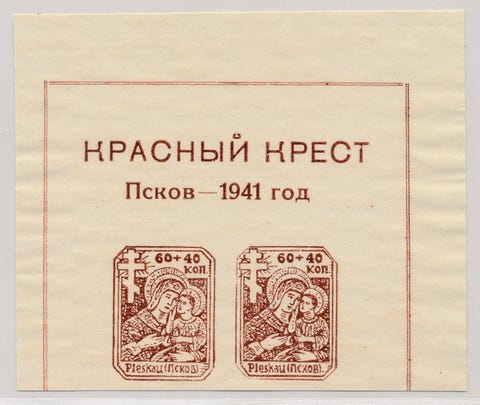 КРАСНЫЙ КРЕСТ
Псков—1941 год
60+40
КОП.
Pleskau (ПСКОВ)
60+40
КОП.
Pleskau (ПСКОВ).